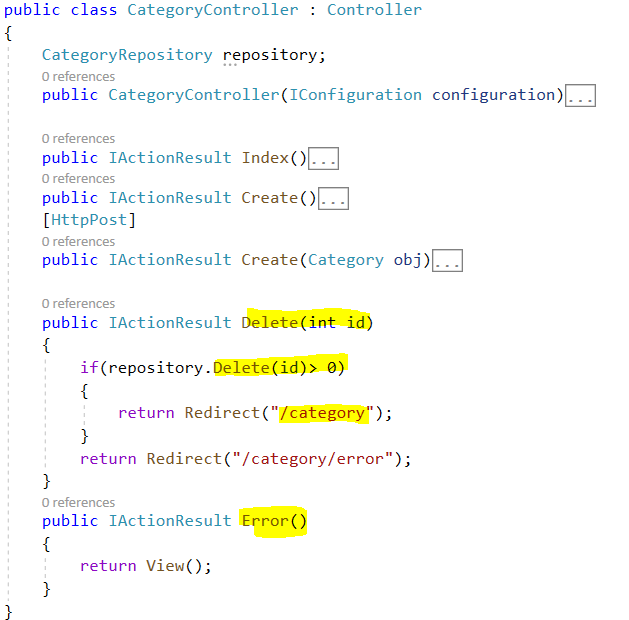 public class CategoryController : Controller
{
CategoryRepository repository;
0 references
public CategoryController(IConfiguration configuration)...
0 references
public IActionResult Index()...
0 references
public IActionResult Create()...
[HttpPost]
0 references
public IActionResult Create(Category obj)...
0 references
public IActionResult Delete(int id)
{
if(repository.Delete(id)> 0)
{
return Redirect("/category");
}
return Redirect("/category/error");
}
0 references
public IActionResult Error()
{
return View();
}
}